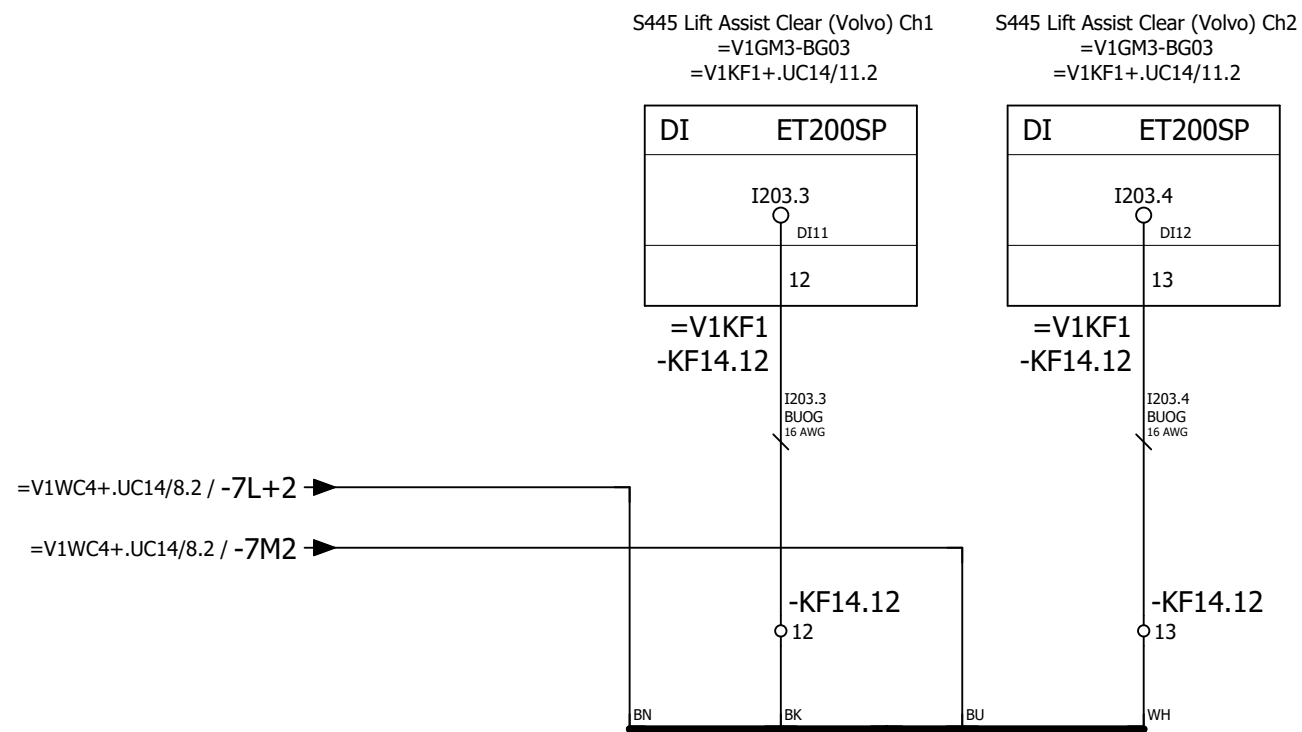 S445 Lift Assist Clear (Volvo) Ch1
=V1GM3-BG03
=V1KF1+.UC14/11.2
S445 Lift Assist Clear (Volvo) Ch2
=V1GM3-BG03
=V1KF1+.UC14/11.2
DI ET200SP
I203.3
DI11
12
=V1KF1
-KF14.12
I203.3
BUOG
16 AWG
DI ET200SP
I203.4
DI12
13
=V1KF1
-KF14.12
I203.4
BUOG
16 AWG
=V1WC4+.UC14/8.2 / -7L+2
=V1WC4+.UC14/8.2 / -7M2
-KF14.12
12
-KF14.12
13
BN
BK
BU
WH